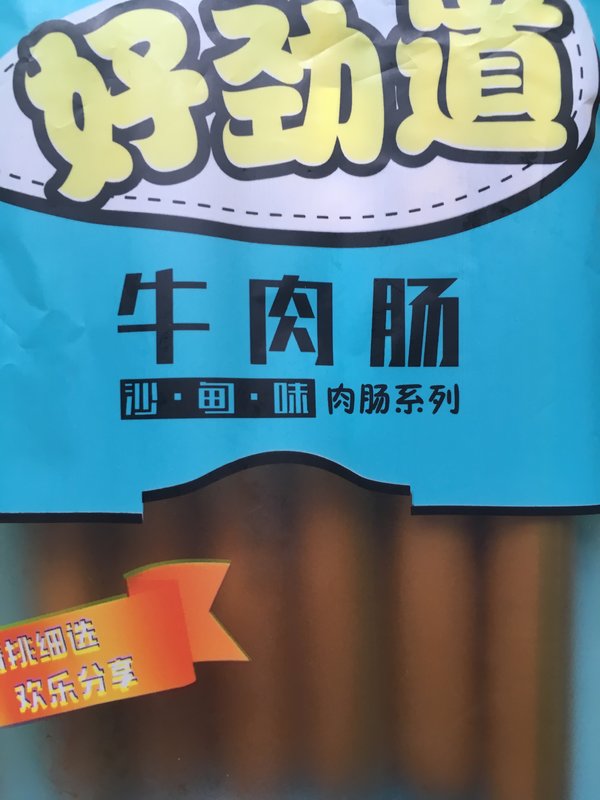 好劲道
牛肉肠
沙·甸·味 肉肠系列
挑细选
欢乐分享